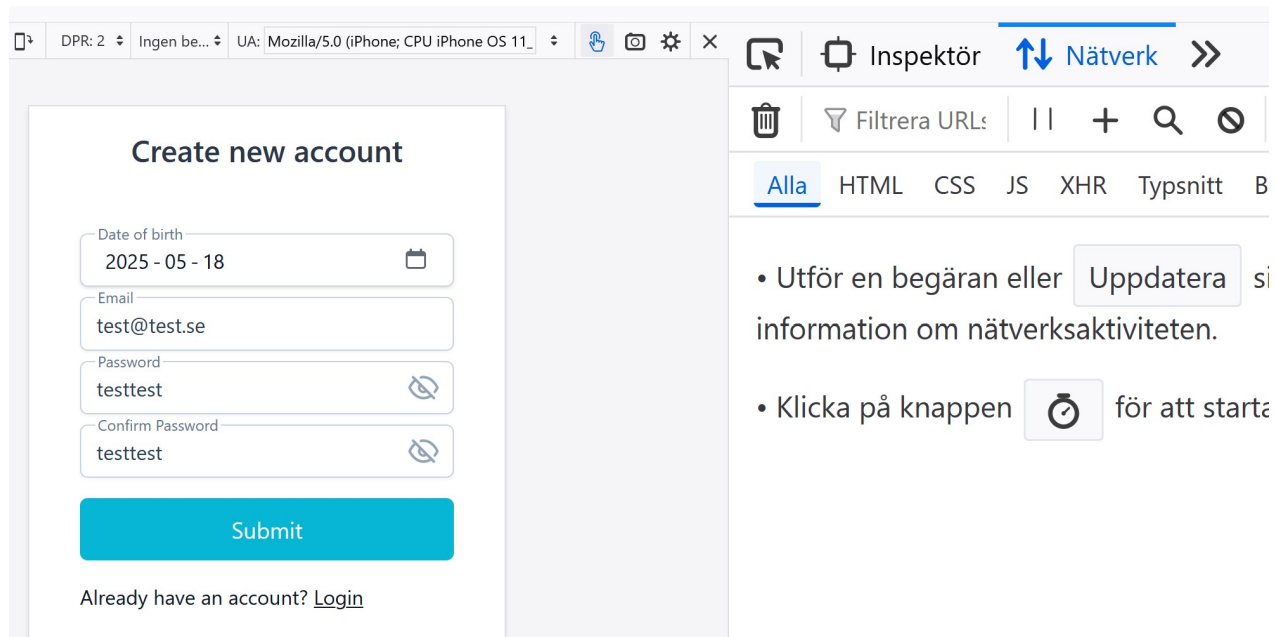 DPR: 2 Ingen be... UA: Mozilla/5.0 (iPhone; CPU iPhone OS 11_
Create new account
Date of birth
2025 - 05 - 18
Email
test@test.se
Password
testtest
Confirm Password
testtest
Submit
Already have an account? Login
Inspektör Nätverk
Filtrera URLs
Alla HTML CSS JS XHR Typsnitt B
• Utför en begäran eller Uppdatera si
information om nätverksaktiviteten.
• Klicka på knappen för att starta